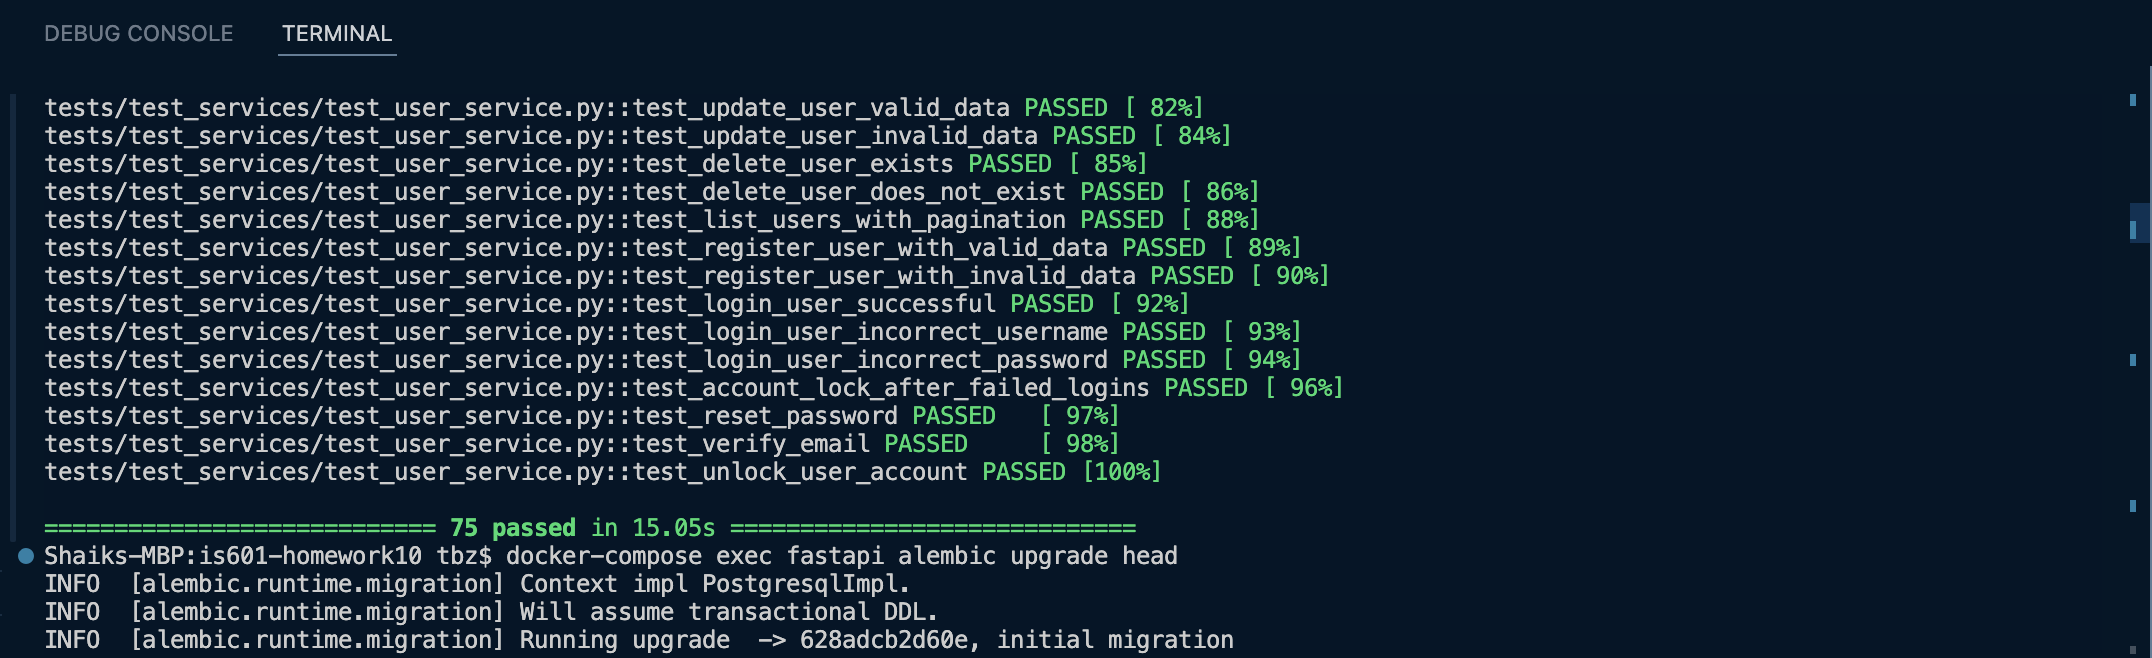 DEBUG CONSOLE TERMINAL
tests/test_services/test_user_service.py::test_update_user_valid_data PASSED [ 82%]
tests/test_services/test_user_service.py::test_update_user_invalid_data PASSED [ 84%]
tests/test_services/test_user_service.py::test_delete_user_exists PASSED [ 85%]
tests/test_services/test_user_service.py::test_delete_user_does_not_exist PASSED [ 86%]
tests/test_services/test_user_service.py::test_list_users_with_pagination PASSED [ 88%]
tests/test_services/test_user_service.py::test_register_user_with_valid_data PASSED [ 89%]
tests/test_services/test_user_service.py::test_register_user_with_invalid_data PASSED [ 90%]
tests/test_services/test_user_service.py::test_login_user_successful PASSED [ 92%]
tests/test_services/test_user_service.py::test_login_user_incorrect_username PASSED [ 93%]
tests/test_services/test_user_service.py::test_login_user_incorrect_password PASSED [ 94%]
tests/test_services/test_user_service.py::test_account_lock_after_failed_logins PASSED [ 96%]
tests/test_services/test_user_service.py::test_reset_password PASSED   [ 97%]
tests/test_services/test_user_service.py::test_verify_email PASSED     [ 98%]
tests/test_services/test_user_service.py::test_unlock_user_account PASSED [100%]
============================ 75 passed in 15.05s =============================
Shaiks-MBP:is601-homework10 tbz$ docker-compose exec fastapi alembic upgrade head
INFO  [alembic.runtime.migration] Context impl PostgresqlImpl.
INFO  [alembic.runtime.migration] Will assume transactional DDL.
INFO  [alembic.runtime.migration] Running upgrade  -> 628adcb2d60e, initial migration